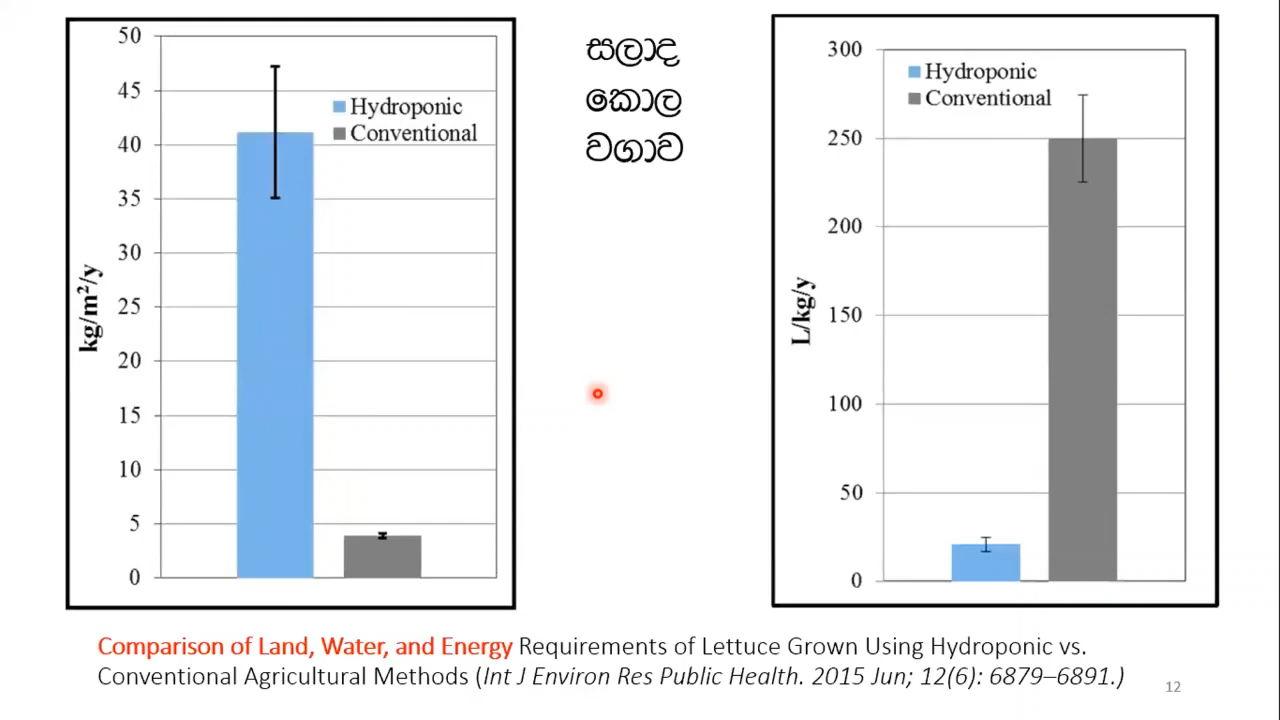 50
45
40
35
30
25
20
15
10
5
0
kg/m²/y
Hydroponic
Conventional
සලාද
කොල
වගාව
300
250
200
150
100
50
0
L/kg/y
Hydroponic
Conventional
Comparison of Land, Water, and Energy Requirements of Lettuce Grown Using Hydroponic vs.
Conventional Agricultural Methods (Int J Environ Res Public Health. 2015 Jun; 12(6): 6879–6891.)
12